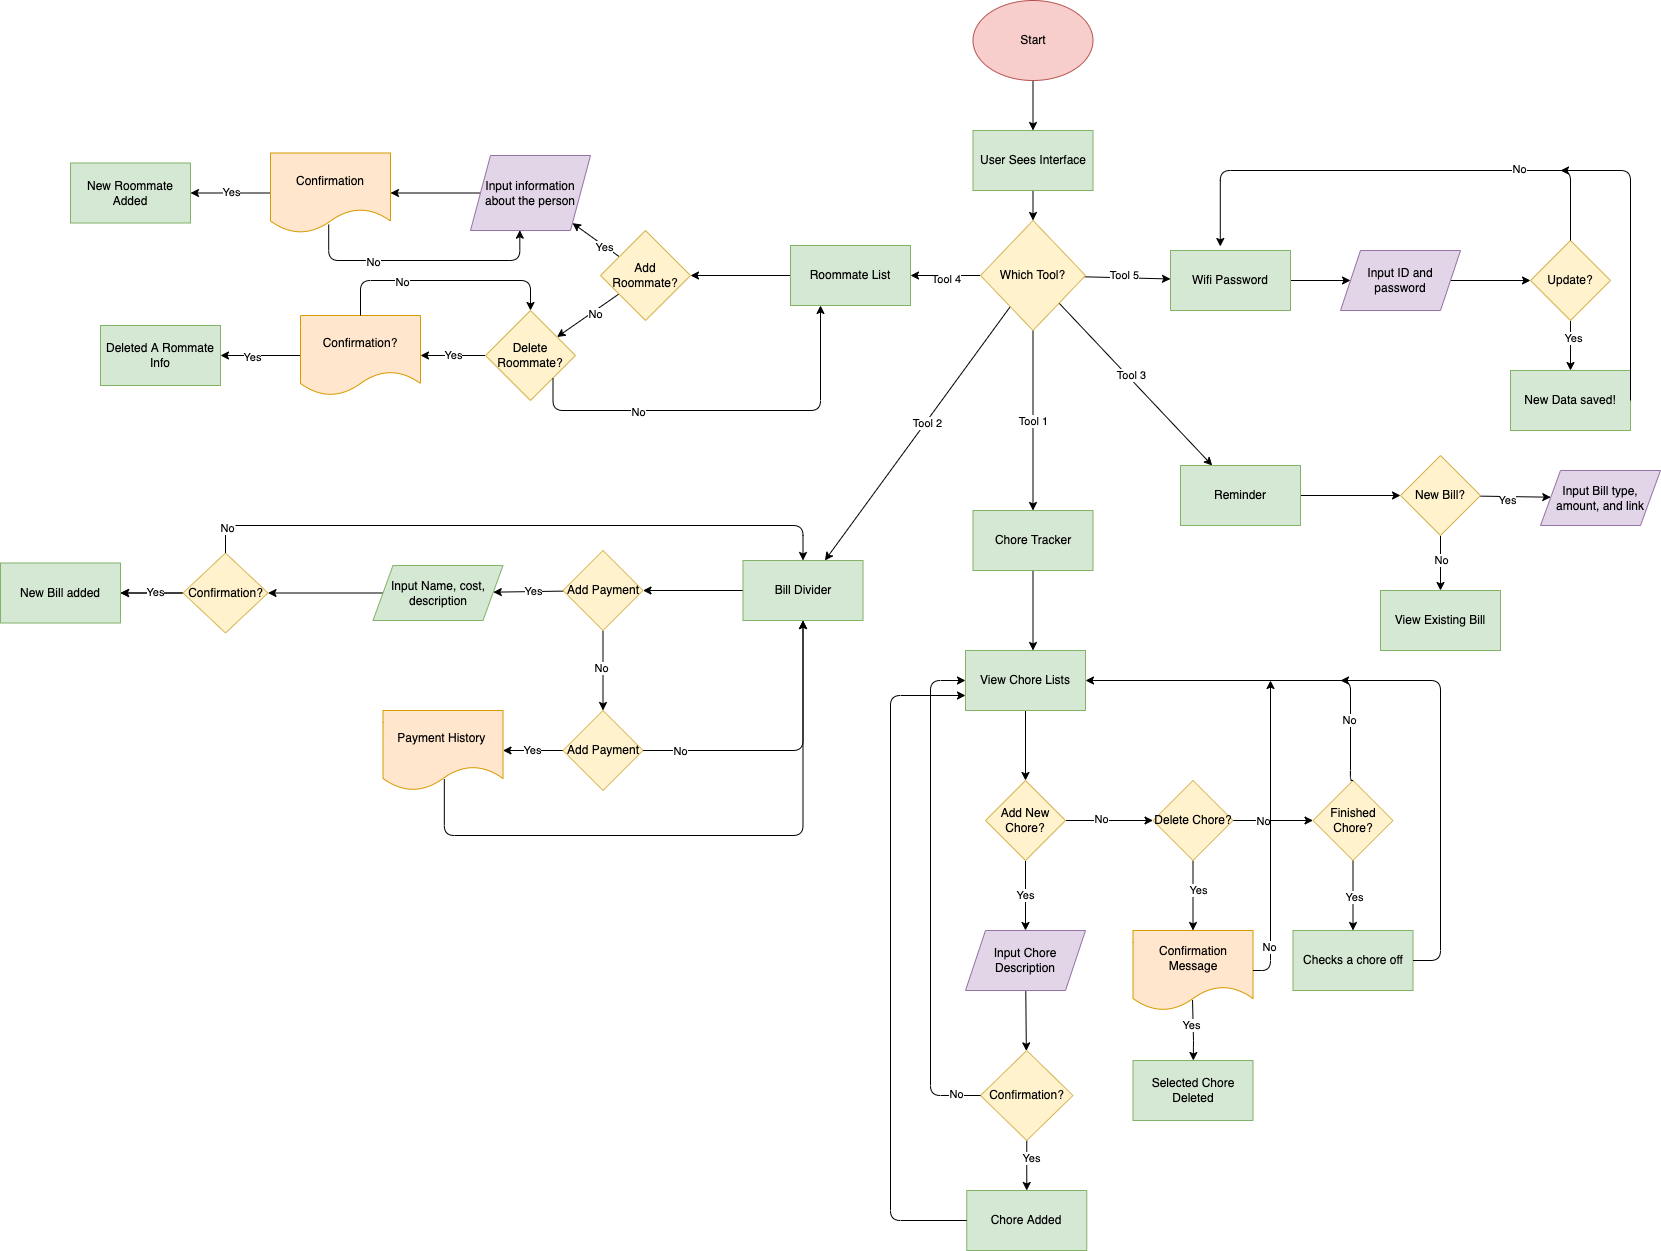 Start
User Sees Interface
Which Tool?
Tool 4
Tool 5
Tool 2
Tool 1
Tool 3
Roommate List
Add
Roommate?
Yes
No
Input information
about the person
Confirmation
No
Yes
New Roommate
Added
Delete
Roommate?
No
Yes
Confirmation?
No
Yes
Deleted A Rommate
Info
Wifi Password
Input ID and
password
Update?
No
Yes
New Data saved!
Reminder
New Bill?
Yes
Input Bill type,
amount, and link
No
View Existing Bill
Bill Divider
Add Payment
Yes
Input Name, cost,
description
Confirmation?
No
Yes
New Bill added
No
Add Payment
No
Yes
Payment History
Chore Tracker
View Chore Lists
Add New
Chore?
No
Delete Chore?
No
Finished
Chore?
No
Yes
Yes
Yes
Input Chore
Description
Confirmation
Message
No
Checks a chore off
Yes
Confirmation?
No
Selected Chore
Deleted
Yes
Chore Added